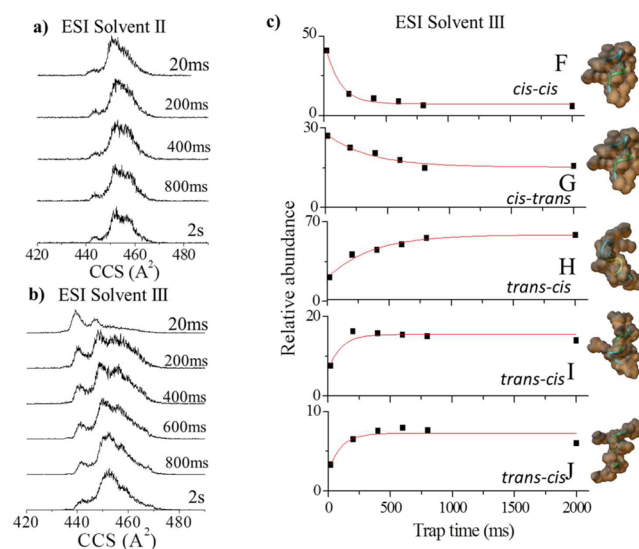 a) ESI Solvent II
20ms
200ms
400ms
800ms
2s
420 440 460 480
CCS (A²)
b) ESI Solvent III
20ms
200ms
400ms
600ms
800ms
2s
420 440 460 480
CCS (A²)
c) ESI Solvent III
Relative abundance
50
0
F
cis-cis
30
0
G
cis-trans
70
0
H
trans-cis
20
0
I
trans-cis
10
0
J
trans-cis
0 500 1000 1500 2000
Trap time (ms)